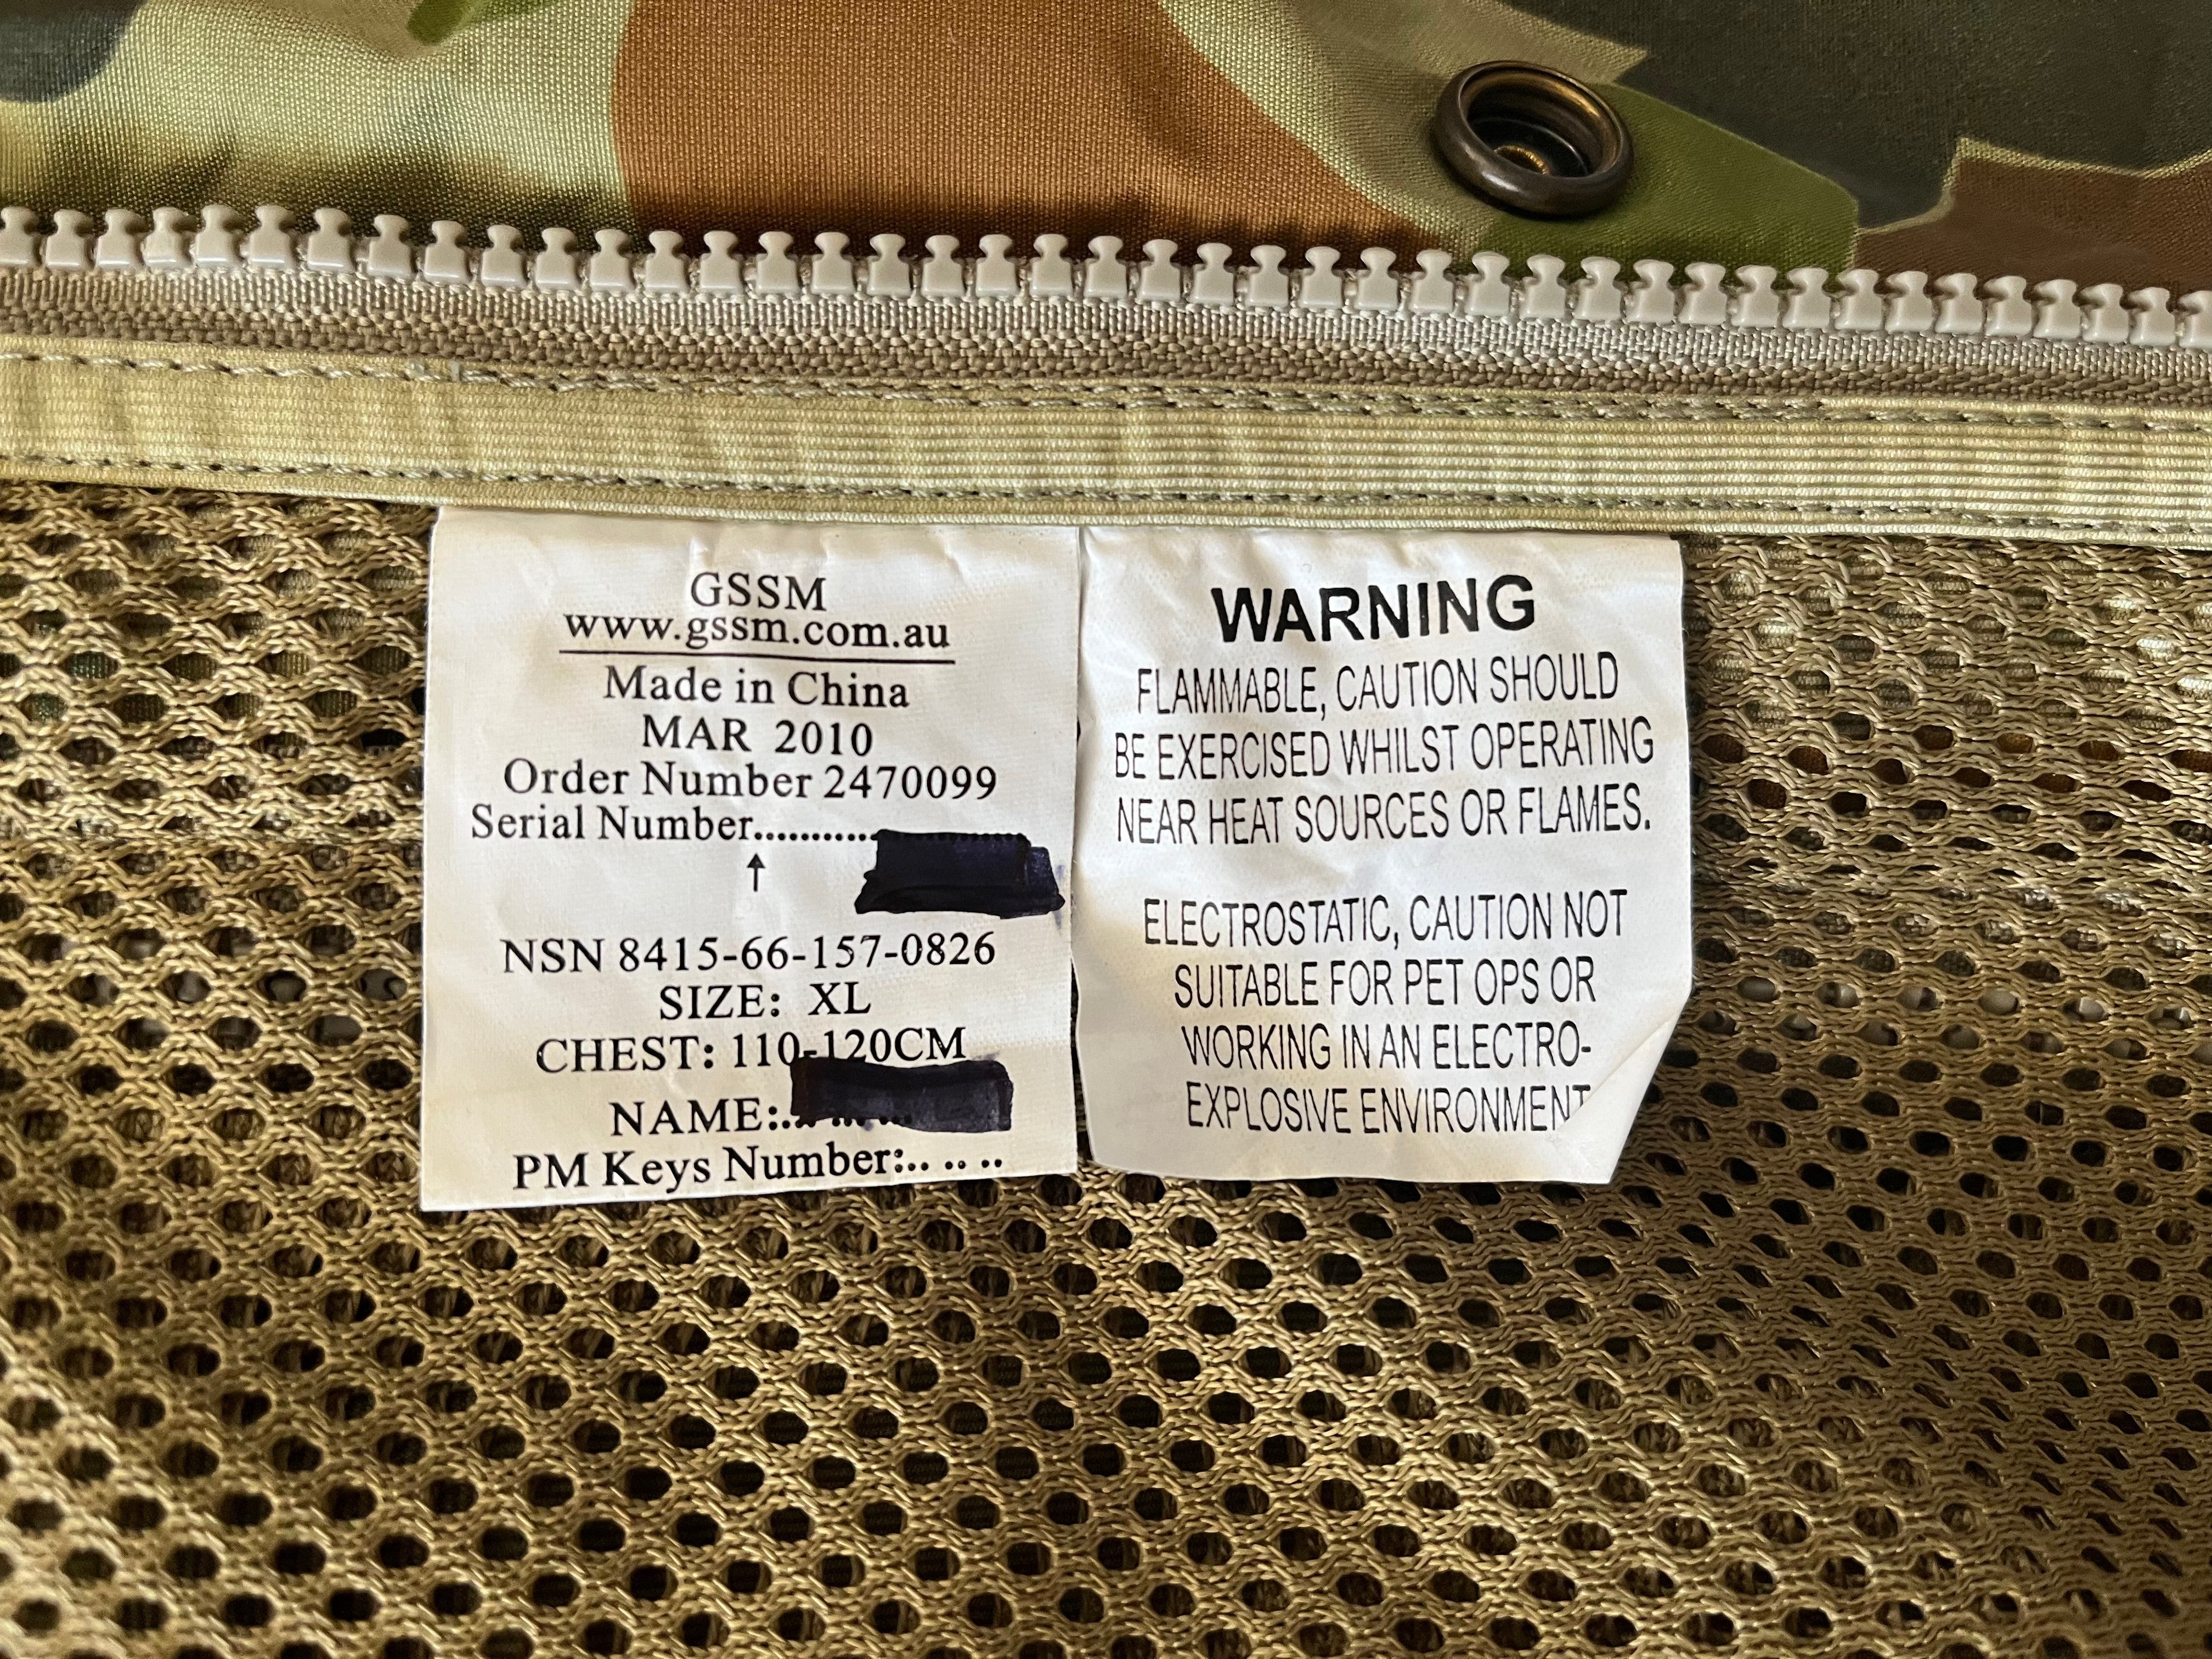 GSSM
www.gssm.com.au
Made in China
MAR 2010
Order Number 2470099
Serial Number...........
↑
NSN 8415-66-157-0826
SIZE: XL
CHEST: 110-120CM
NAME:.. ... ...
PM Keys Number:.. .. ..
WARNING
FLAMMABLE, CAUTION SHOULD
BE EXERCISED WHILST OPERATING
NEAR HEAT SOURCES OR FLAMES.
ELECTROSTATIC, CAUTION NOT
SUITABLE FOR PET OPS OR
WORKING IN AN ELECTRO-
EXPLOSIVE ENVIRONMENT